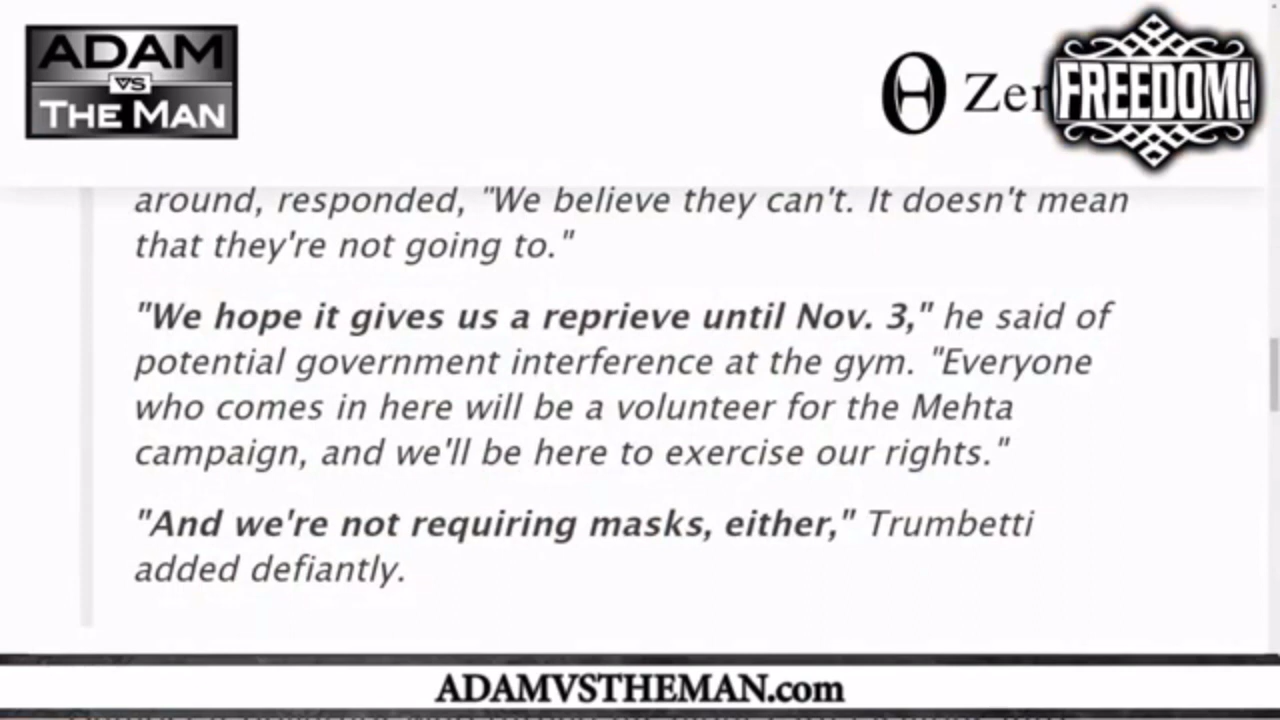 ADAM
VS
THE MAN
Zer
FREEDOM!
around, responded, "We believe they can't. It doesn't mean
that they're not going to."
"We hope it gives us a reprieve until Nov. 3," he said of
potential government interference at the gym. "Everyone
who comes in here will be a volunteer for the Mehta
campaign, and we'll be here to exercise our rights."
"And we're not requiring masks, either," Trumbetti
added defiantly.
ADAMVSTHEMAN.com